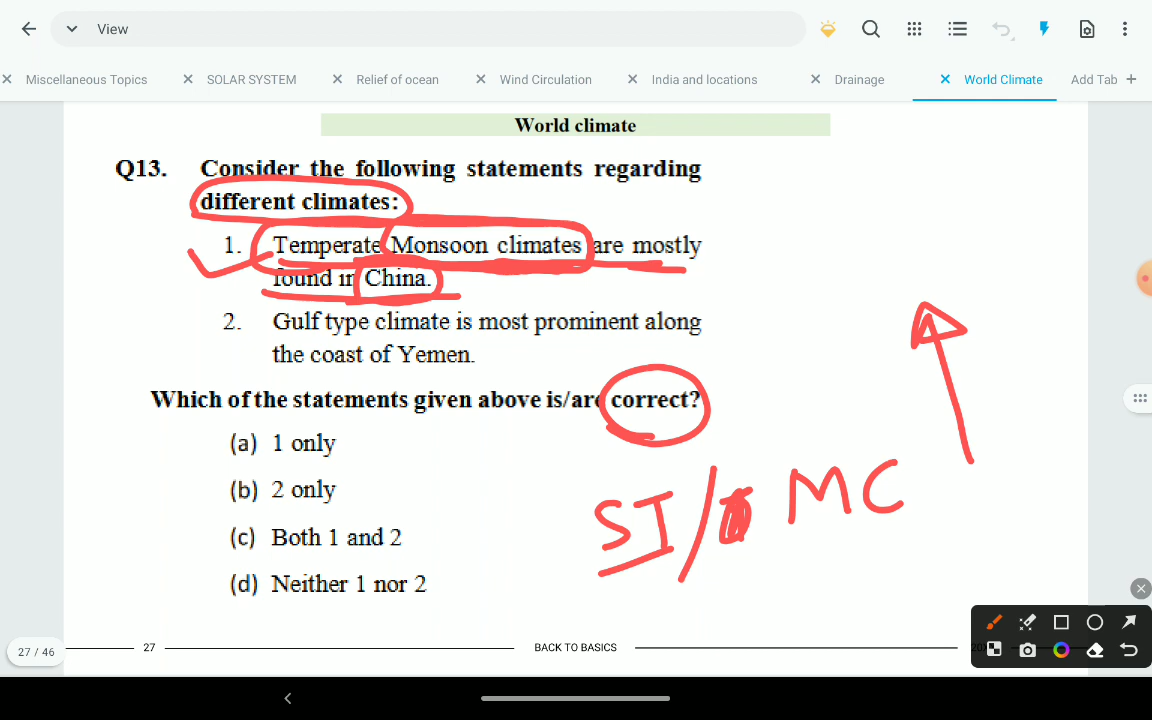 View
Miscellaneous Topics SOLAR SYSTEM Relief of ocean Wind Circulation India and locations Drainage World Climate Add Tab +
World climate
Q13. Consider the following statements regarding
different climates:
1. Temperate Monsoon climates are mostly
found in China.
2. Gulf type climate is most prominent along
the coast of Yemen.
Which of the statements given above is/are correct?
(a) 1 only
(b) 2 only
(c) Both 1 and 2
(d) Neither 1 nor 2
SI/ MC
27 / 46
27 BACK TO BASICS